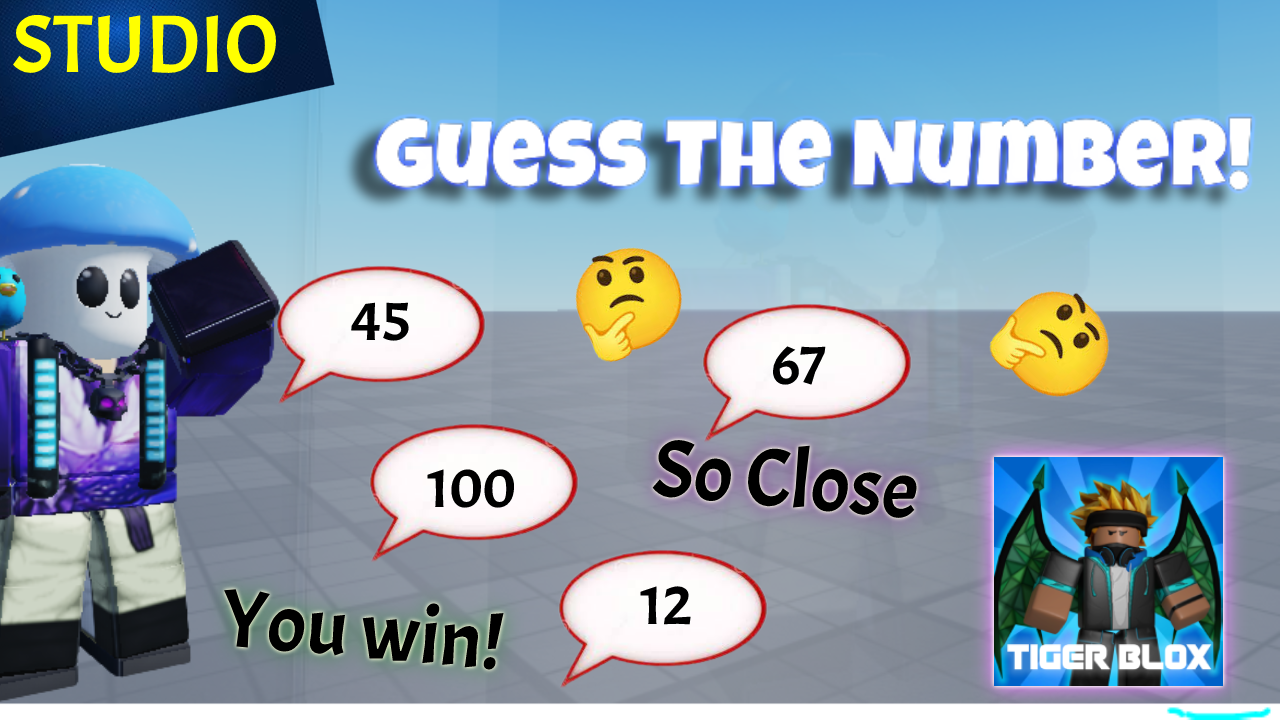 STUDIO
Guess The Number!
45
67
100
So Close
12
You win!
TIGER BLOX